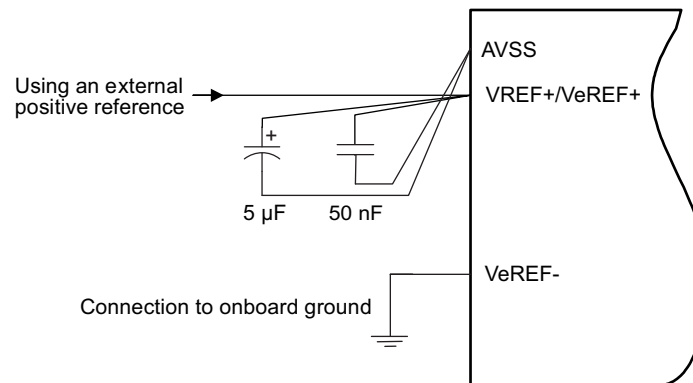 AVSS
Using an external
positive reference
VREF+/VeREF+
+
5 µF
50 nF
VeREF-
Connection to onboard ground